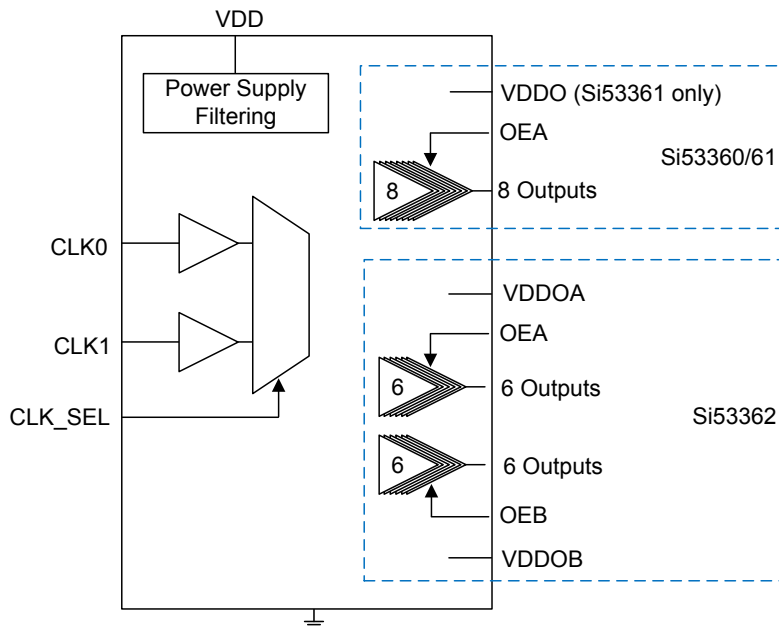 VDD
Power Supply
Filtering
VDDO (Si53361 only)
OEA
Si53360/61
8
8 Outputs
CLK0
VDDOA
OEA
CLK1
6
6 Outputs
CLK_SEL
Si53362
6
6 Outputs
OEB
VDDOB